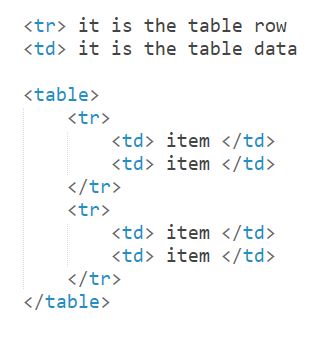 <tr> it is the table row
<td> it is the table data
<table>
<tr>
<td> item </td>
<td> item </td>
</tr>
<tr>
<td> item </td>
<td> item </td>
</tr>
</table>